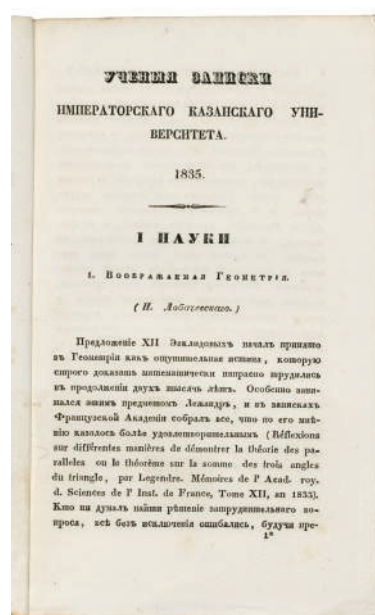 УЧЕНЫЯ ЗАПИСКИ
ИМПЕРАТОРСКАГО КАЗАНСКАГО УНИ-
ВЕРСИТЕТА.
1835.
I НАУКИ
1. Воображаемая Геометрія.
(Н. Лобачевскаго.)
Предложеніе XII Эвклидовыхъ началъ принято
въ Геометріи какъ ощутительная истина, которую
строго доказать математически напрасно трудились
въ продолженіи двухъ тысячь лѣтъ. Особенно зани-
мался этимъ предметомъ Лежандръ, и въ запискахъ
Французской Академіи собралъ все, что по его мнѣ-
нію казалось болѣе удовлетворительнымъ (Réflexions
sur différentes manières de démontrer la théorie des pa-
ralleles ou le théorème sur la somme des trois angles
du triangle, par Legendre. Mémoires de l' Acad. roy.
d. Sciences de l' Inst. de France, Tome XII, an 1833).
Кто ни думалъ найти рѣшеніе затруднительнаго во-
проса, всѣ безъ исключенія ошибались, будучи пре-
1*